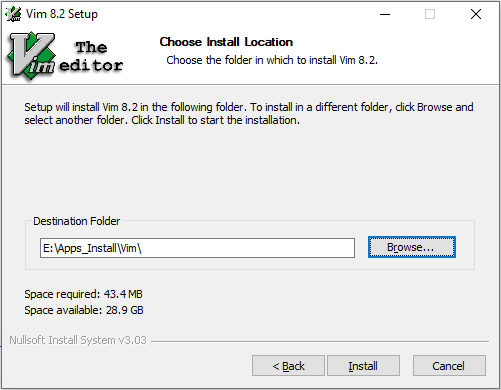 Vim 8.2 Setup
The
Vim
editor
Choose Install Location
Choose the folder in which to install Vim 8.2.
Setup will install Vim 8.2 in the following folder. To install in a different folder, click Browse and
select another folder. Click Install to start the installation.
Destination Folder
E:\Apps_Install\Vim\
Browse...
Space required: 43.4 MB
Space available: 28.9 GB
Nullsoft Install System v3.03
< Back
Install
Cancel